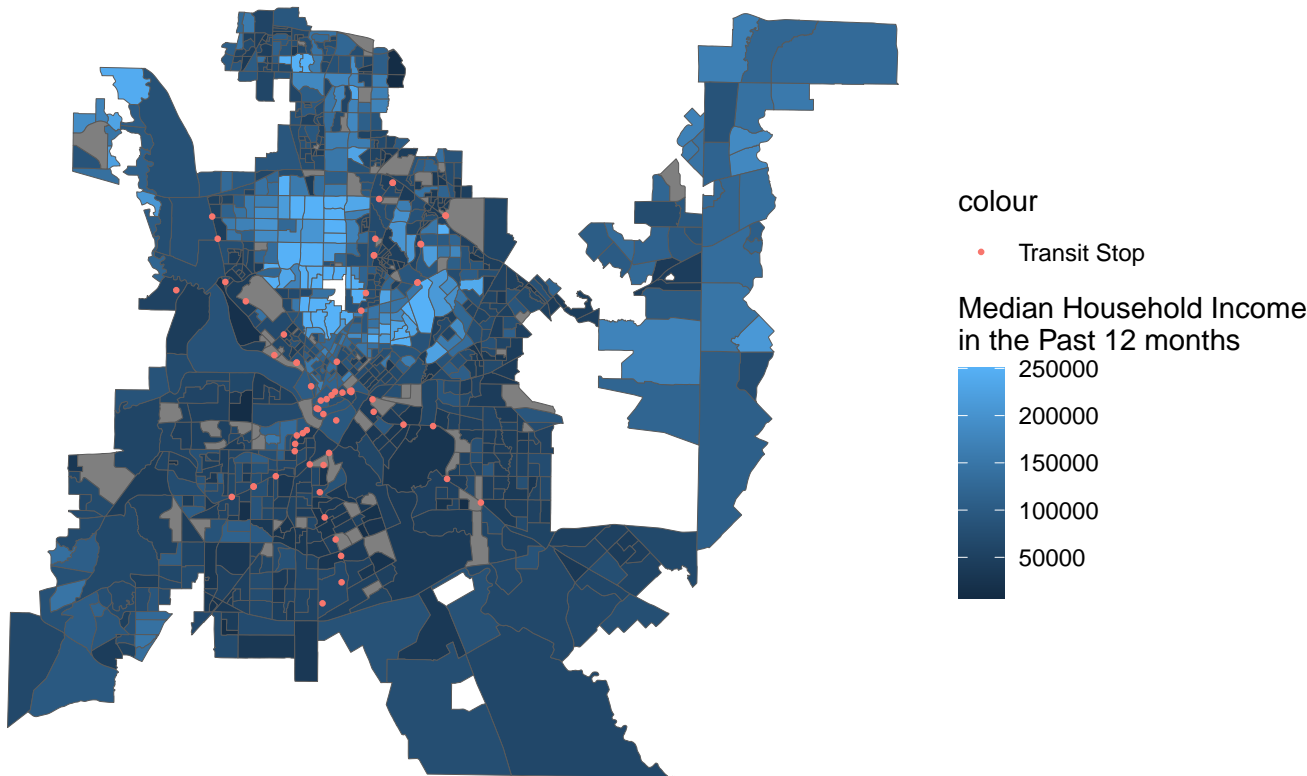 colour
Transit Stop
Median Household Income
in the Past 12 months
250000
200000
150000
100000
50000